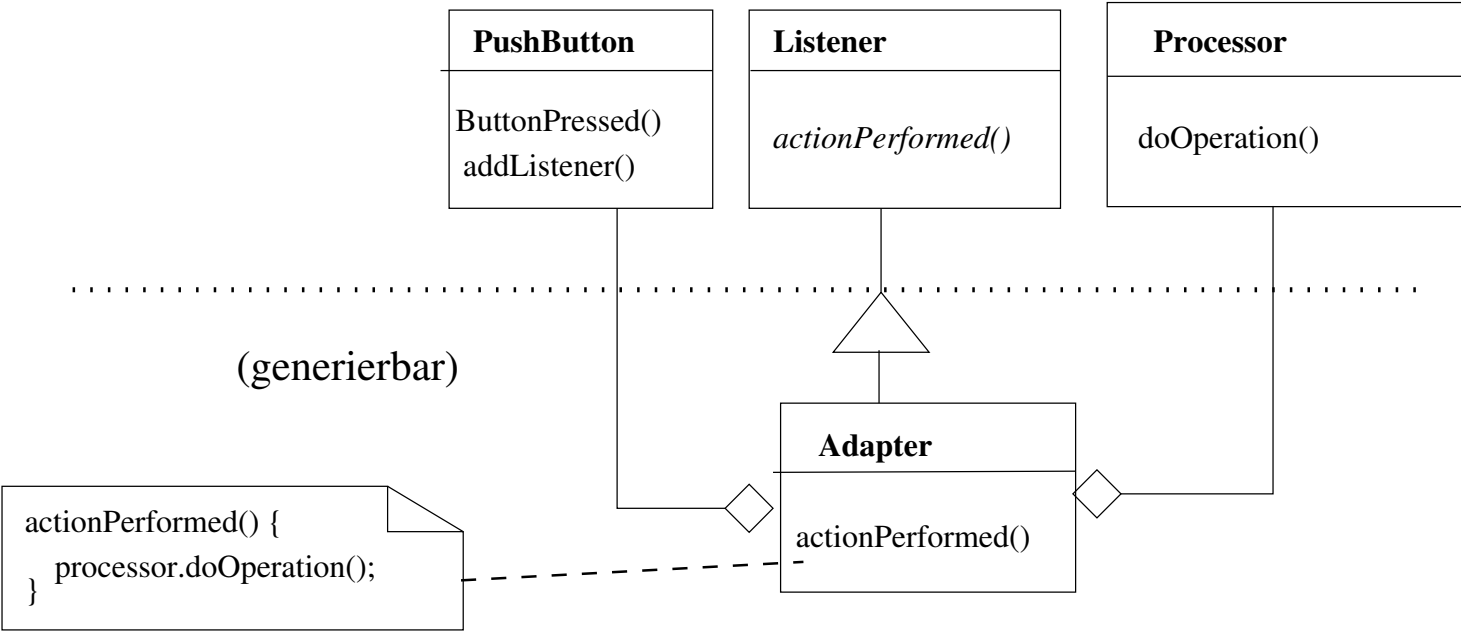 PushButton
ButtonPressed()
addListener()
Listener
actionPerformed()
Processor
doOperation()
(generierbar)
Adapter
actionPerformed()
actionPerformed() {
processor.doOperation();
}